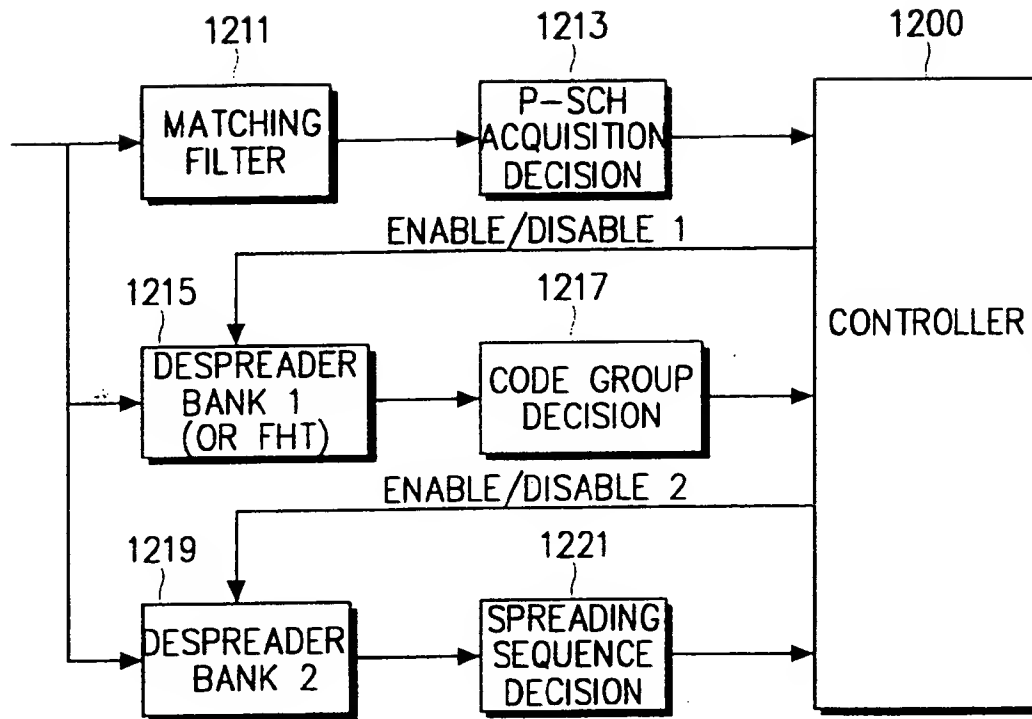 1211
1213
1200
MATCHING
FILTER
P-SCH
ACQUISITION
DECISION
ENABLE/DISABLE 1
1215
1217
CONTROLLER
DESPREADER
BANK 1
(OR FHT)
CODE GROUP
DECISION
ENABLE/DISABLE 2
1219
1221
DESPREADER
BANK 2
SPREADING
SEQUENCE
DECISION